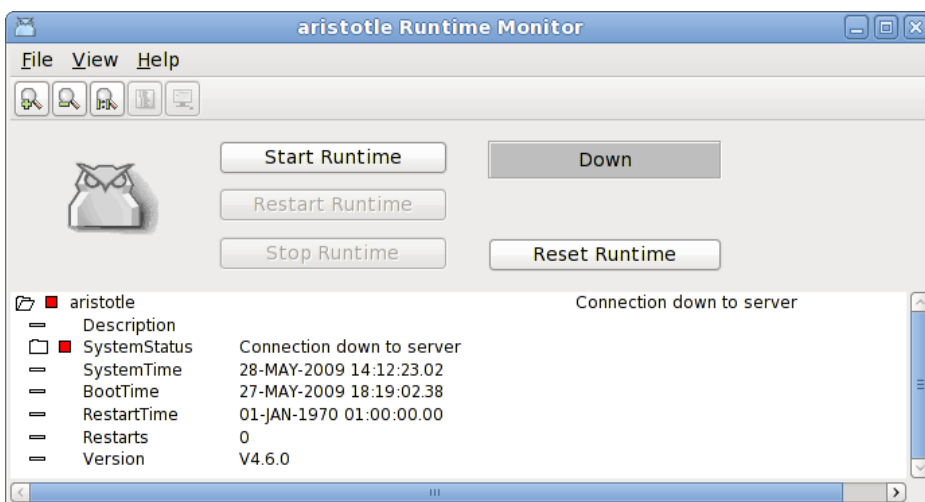 aristotle Runtime Monitor
File View Help
Start Runtime
Down
Restart Runtime
Stop Runtime
Reset Runtime
aristotle Connection down to server
Description
SystemStatus Connection down to server
SystemTime 28-MAY-2009 14:12:23.02
BootTime 27-MAY-2009 18:19:02.38
RestartTime 01-JAN-1970 01:00:00.00
Restarts 0
Version V4.6.0